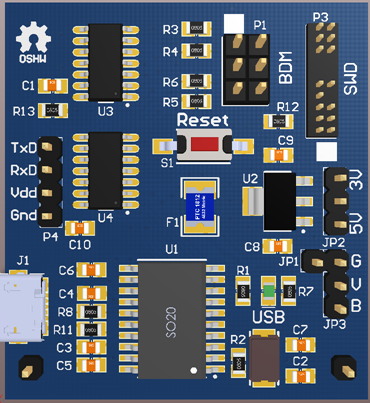 OSHW
R3
R4
P1
P3
BDM
SWD
C1
U3
R6
R5
R13
R12
Reset
S1
C9
TxD
RxD
Vdd
Gnd
U2
3V
5V
PTC 1812
F1
P4
U4
C10
U1
C8
JP2
JP1
G
V
B
J1
C6
C4
R8
R11
C3
C5
SO20
R1
R7
JP3
USB
R2
C7
C2